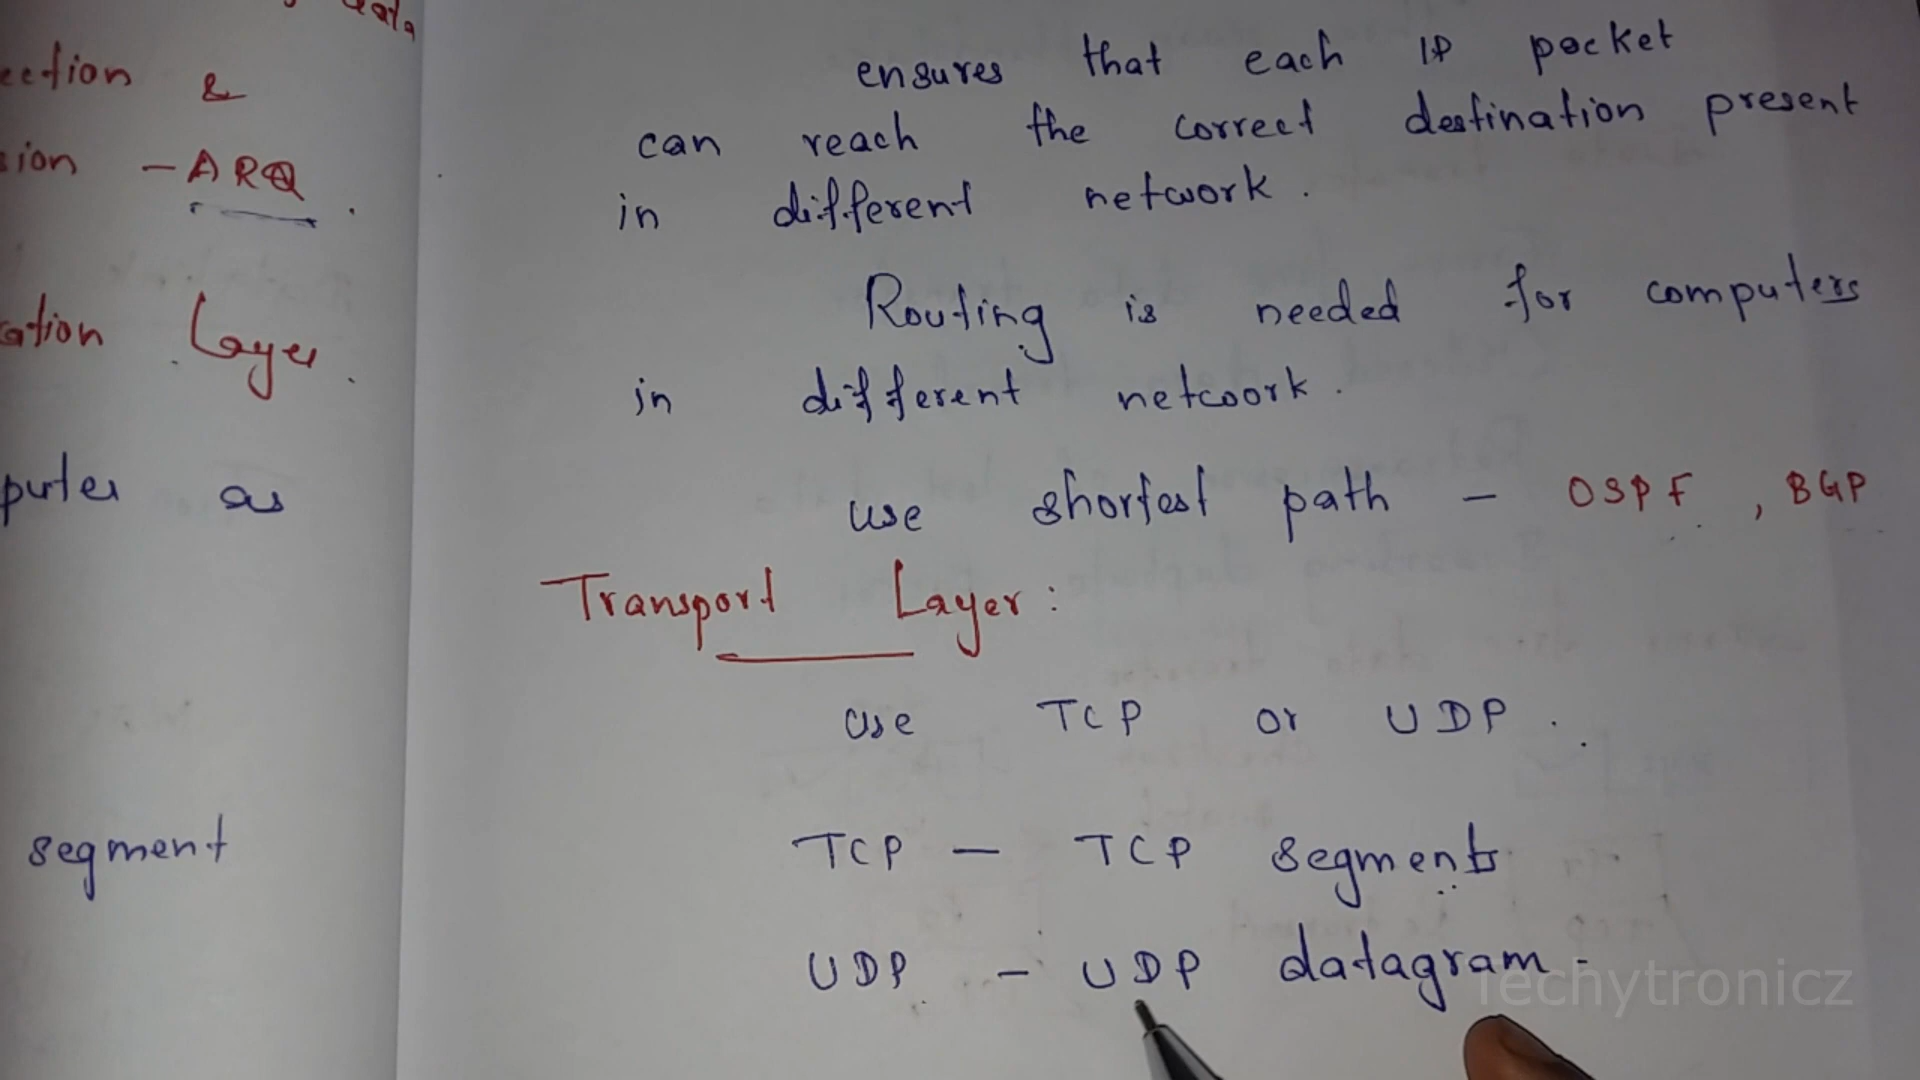 data
ection &
sion - ARQ.
ation Layer.
puter as
segment
ensures that each IP packet
can reach the correct destination present
in different network.
Routing is needed for computers
in different network.
use shortest path - OSPF, BGP
Transport Layer:
use TCP or UDP.
TCP - TCP segments
UDP - UDP datagram.
Techytronicz